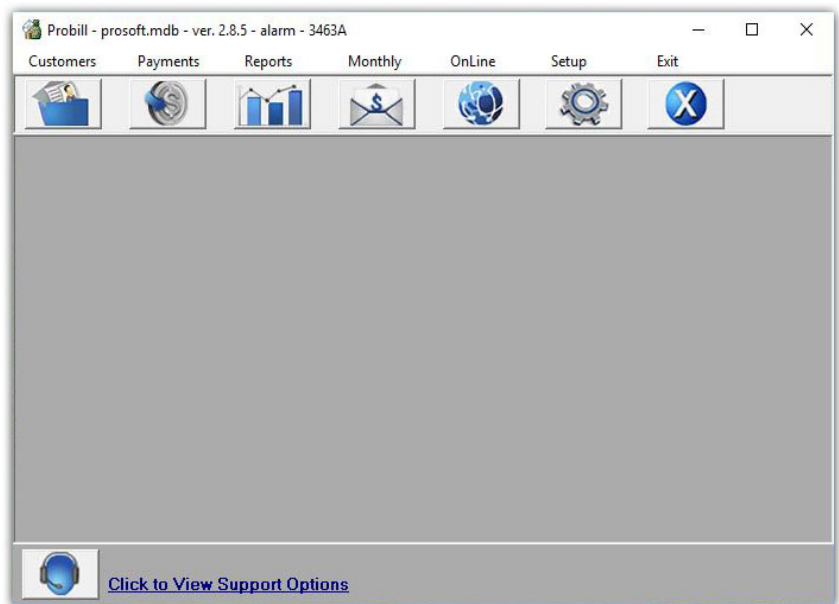 Probill - prosoft.mdb - ver. 2.8.5 - alarm - 3463A
Customers Payments Reports Monthly OnLine Setup Exit
$ $ X
Click to View Support Options